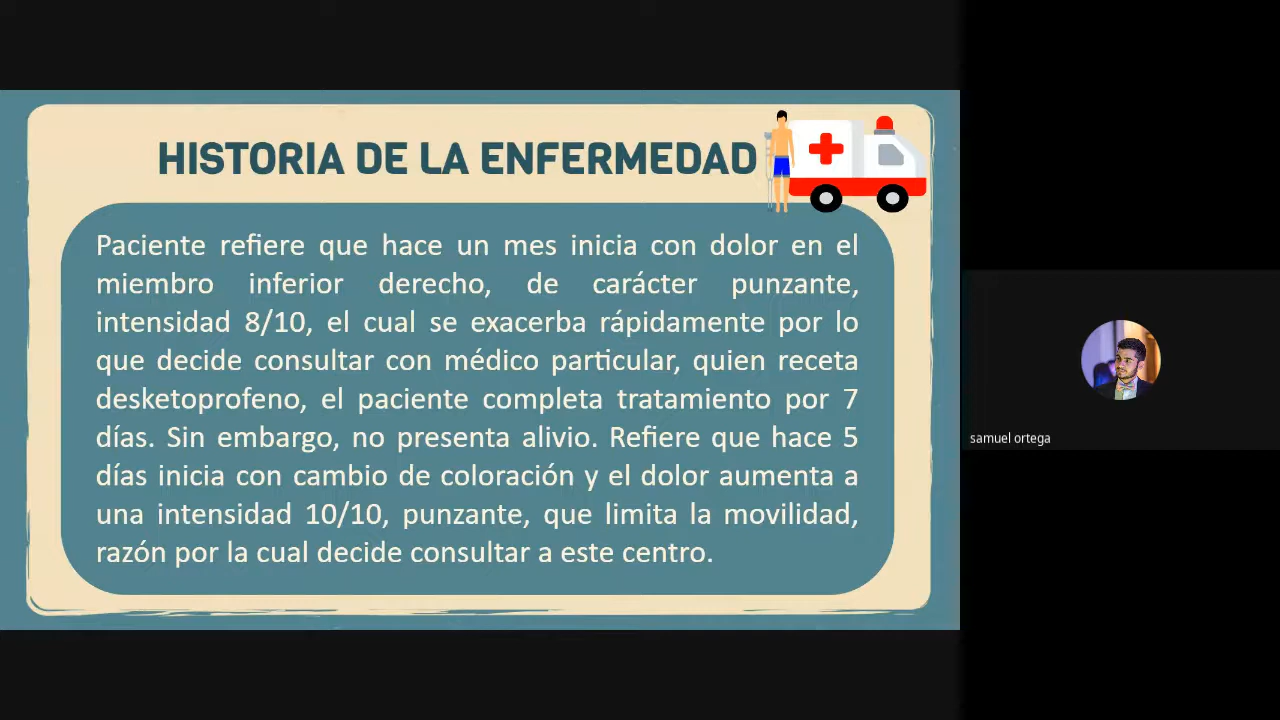 HISTORIA DE LA ENFERMEDAD
Paciente refiere que hace un mes inicia con dolor en el
miembro inferior derecho, de carácter punzante,
intensidad 8/10, el cual se exacerba rápidamente por lo
que decide consultar con médico particular, quien receta
desketoprofeno, el paciente completa tratamiento por 7
días. Sin embargo, no presenta alivio. Refiere que hace 5
días inicia con cambio de coloración y el dolor aumenta a
una intensidad 10/10, punzante, que limita la movilidad,
razón por la cual decide consultar a este centro.
samuel ortega